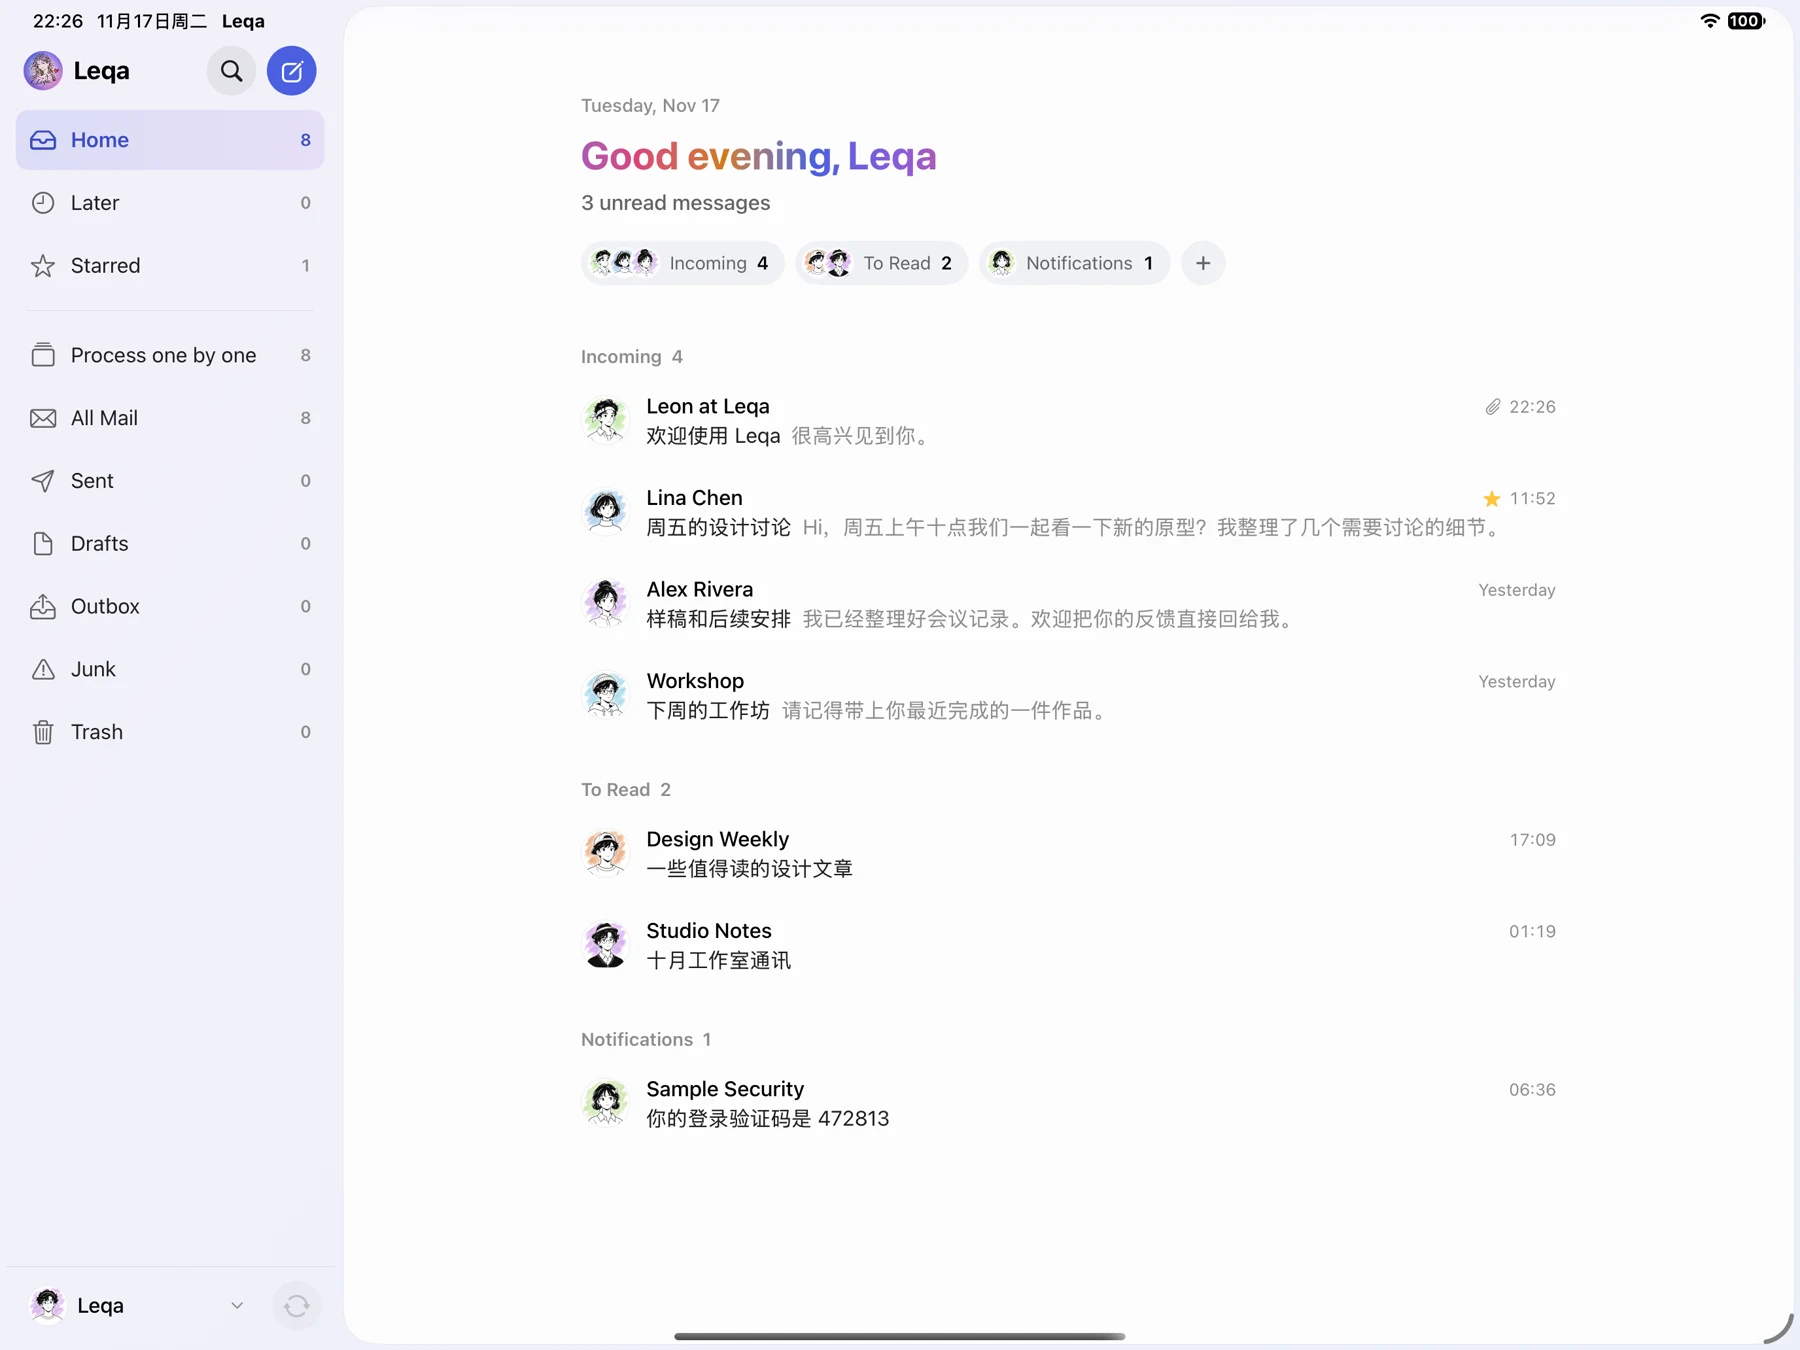 22:26 11月17日周二 Leqa
100
Leqa
Home 8
Later 0
Starred 1
Process one by one 8
All Mail 8
Sent 0
Drafts 0
Outbox 0
Junk 0
Trash 0
Leqa
Tuesday, Nov 17
Good evening, Leqa
3 unread messages
Incoming 4 To Read 2 Notifications 1 +
Incoming 4
Leon at Leqa 22:26
欢迎使用 Leqa 很高兴见到你。
Lina Chen 11:52
周五的设计讨论 Hi，周五上午十点我们一起看一下新的原型？我整理了几个需要讨论的细节。
Alex Rivera Yesterday
样稿和后续安排 我已经整理好会议记录。欢迎把你的反馈直接回给我。
Workshop Yesterday
下周的工作坊 请记得带上你最近完成的一件作品。
To Read 2
Design Weekly 17:09
一些值得读的设计文章
Studio Notes 01:19
十月工作室通讯
Notifications 1
Sample Security 06:36
你的登录验证码是 472813